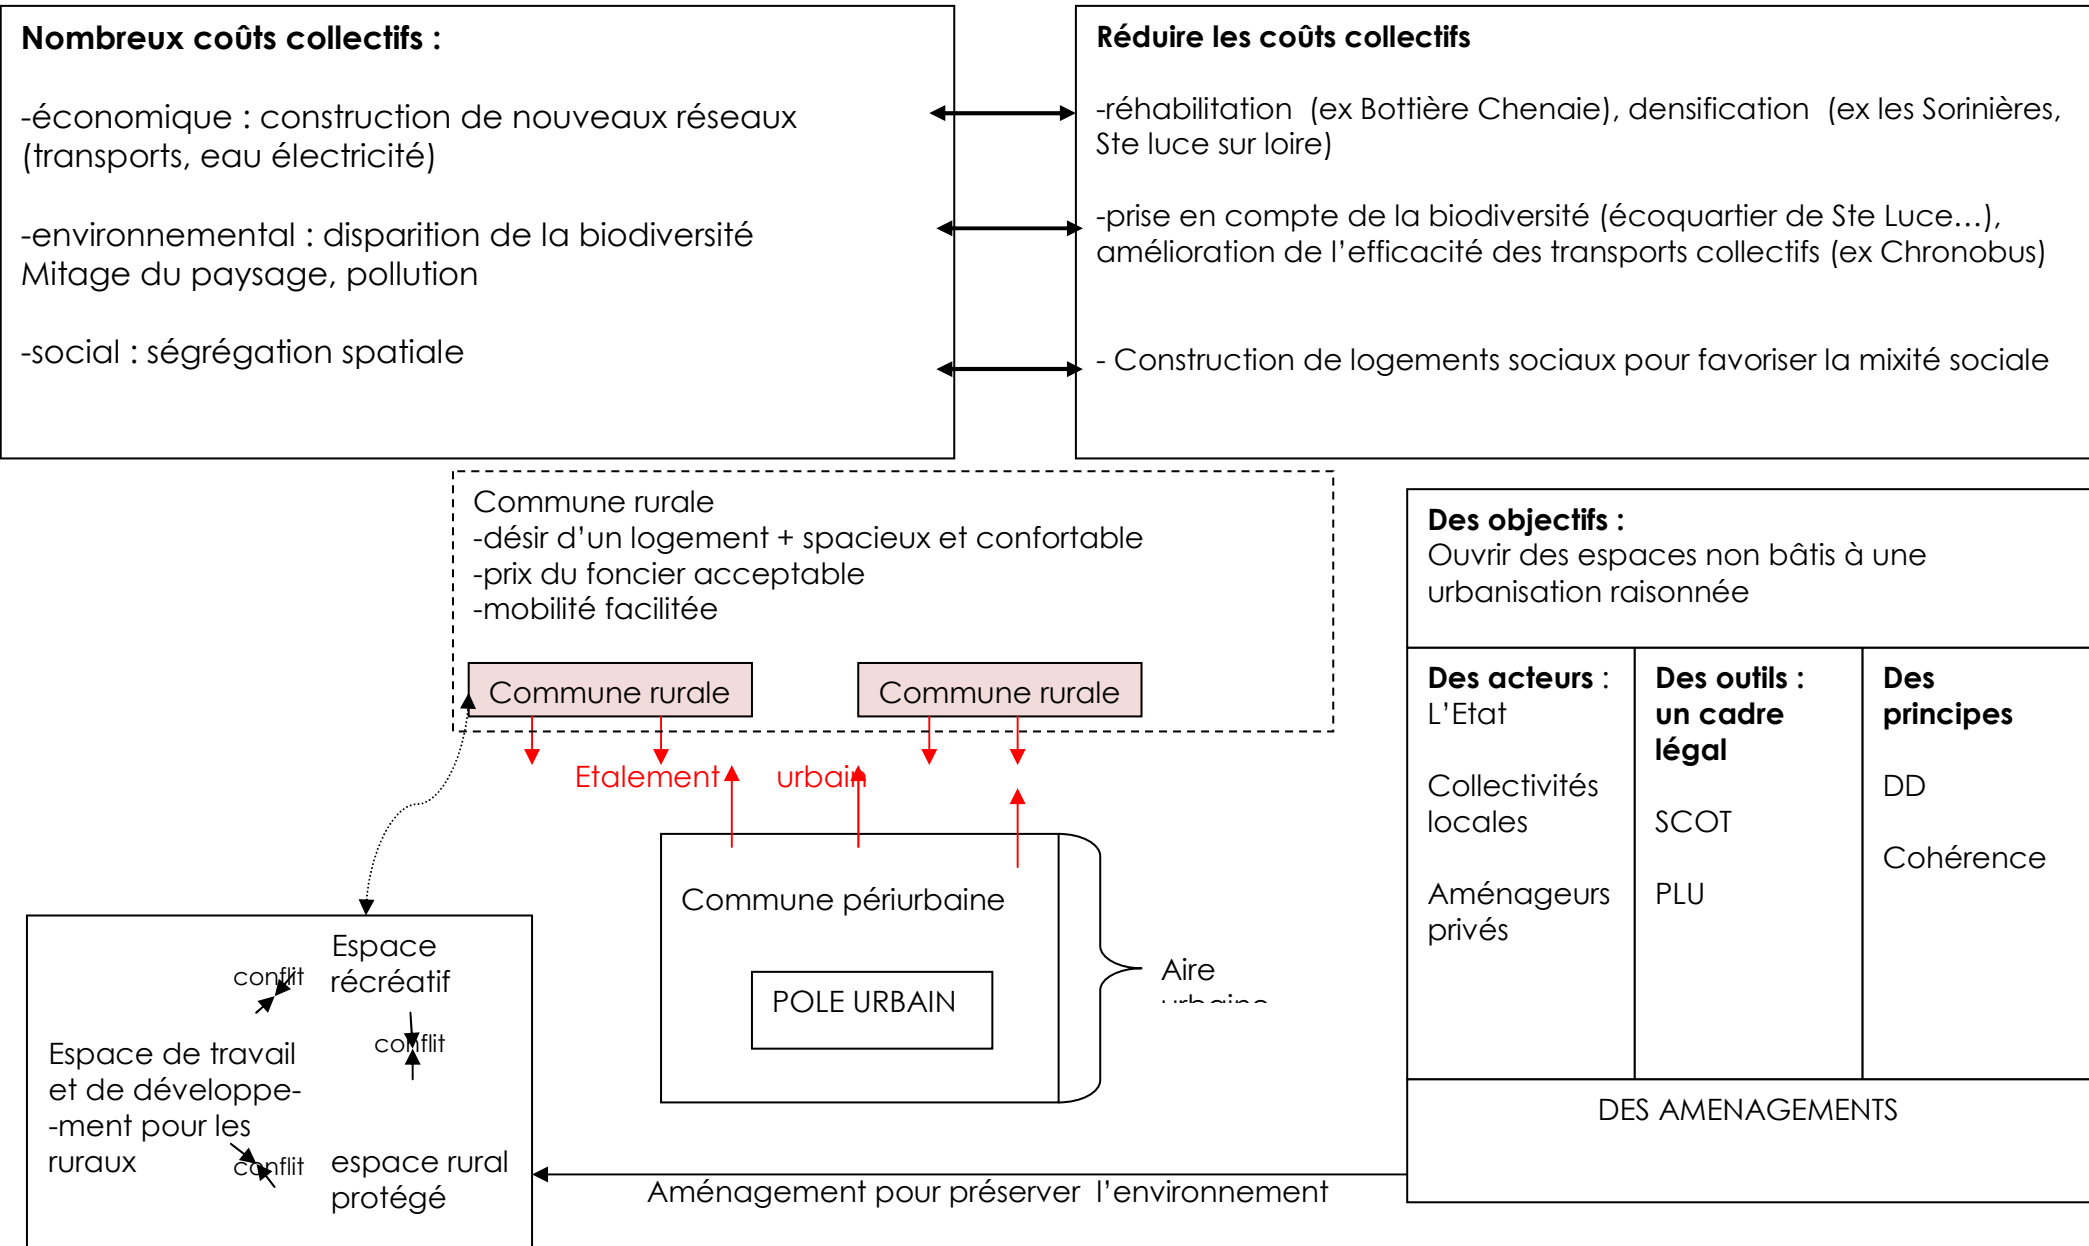 Nombreux coûts collectifs :
-économique : construction de nouveaux réseaux
(transports, eau électricité)
-environnemental : disparition de la biodiversité
Mitage du paysage, pollution
-social : ségrégation spatiale
Réduire les coûts collectifs
-réhabilitation (ex Bottière Chenaie), densification (ex les Sorinières,
Ste luce sur loire)
-prise en compte de la biodiversité (écoquartier de Ste Luce…),
amélioration de l’efficacité des transports collectifs (ex Chronobus)
- Construction de logements sociaux pour favoriser la mixité sociale
Commune rurale
-désir d’un logement + spacieux et confortable
-prix du foncier acceptable
-mobilité facilitée
Commune rurale
Commune rurale
Etalement urbain
Commune périurbaine
POLE URBAIN
Aire
urbaine
Des objectifs :
Ouvrir des espaces non bâtis à une
urbanisation raisonnée
Des acteurs :
L’Etat
Collectivités
locales
Aménageurs
privés
Des outils :
un cadre
légal
SCOT
PLU
Des
principes
DD
Cohérence
DES AMENAGEMENTS
Espace
récréatif
conflit
conflit
Espace de travail
et de développe-
-ment pour les
ruraux
conflit
espace rural
protégé
Aménagement pour préserver l’environnement